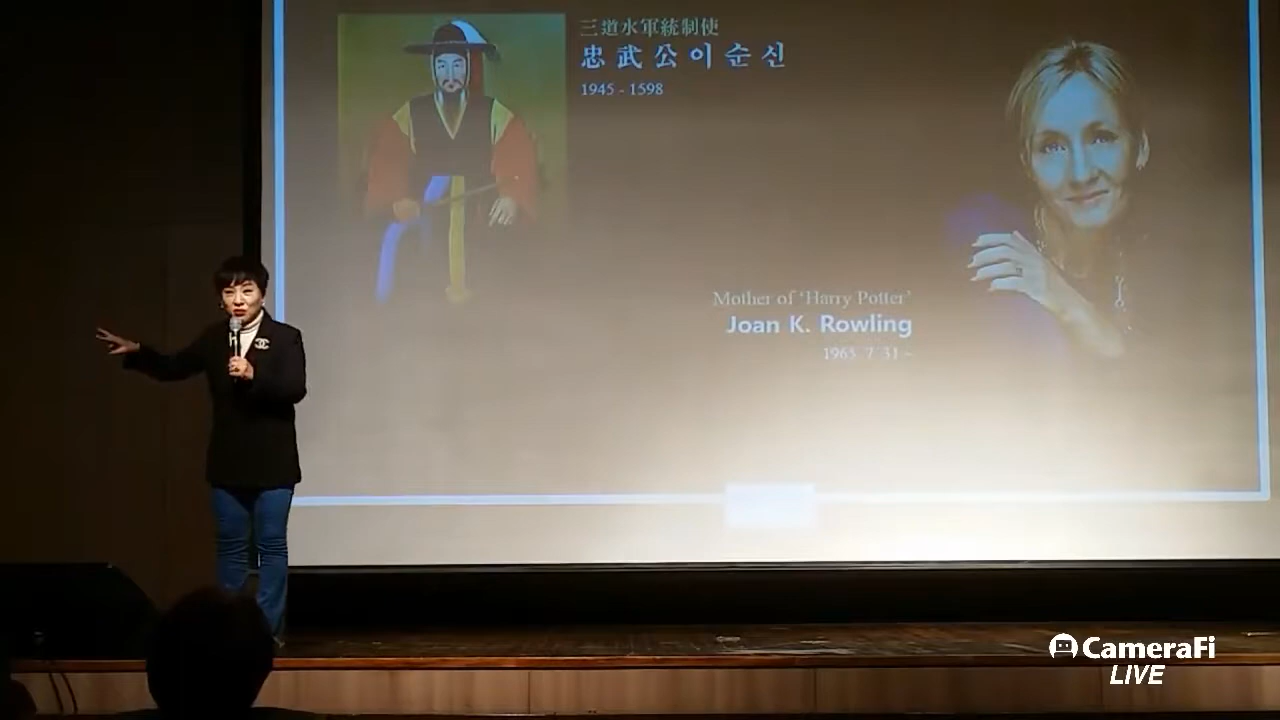 三道水軍統制使
忠武公이순신
1945 - 1598
Mother of ‘Harry Potter’
Joan K. Rowling
1965 7 31 ~
CameraFi
LIVE